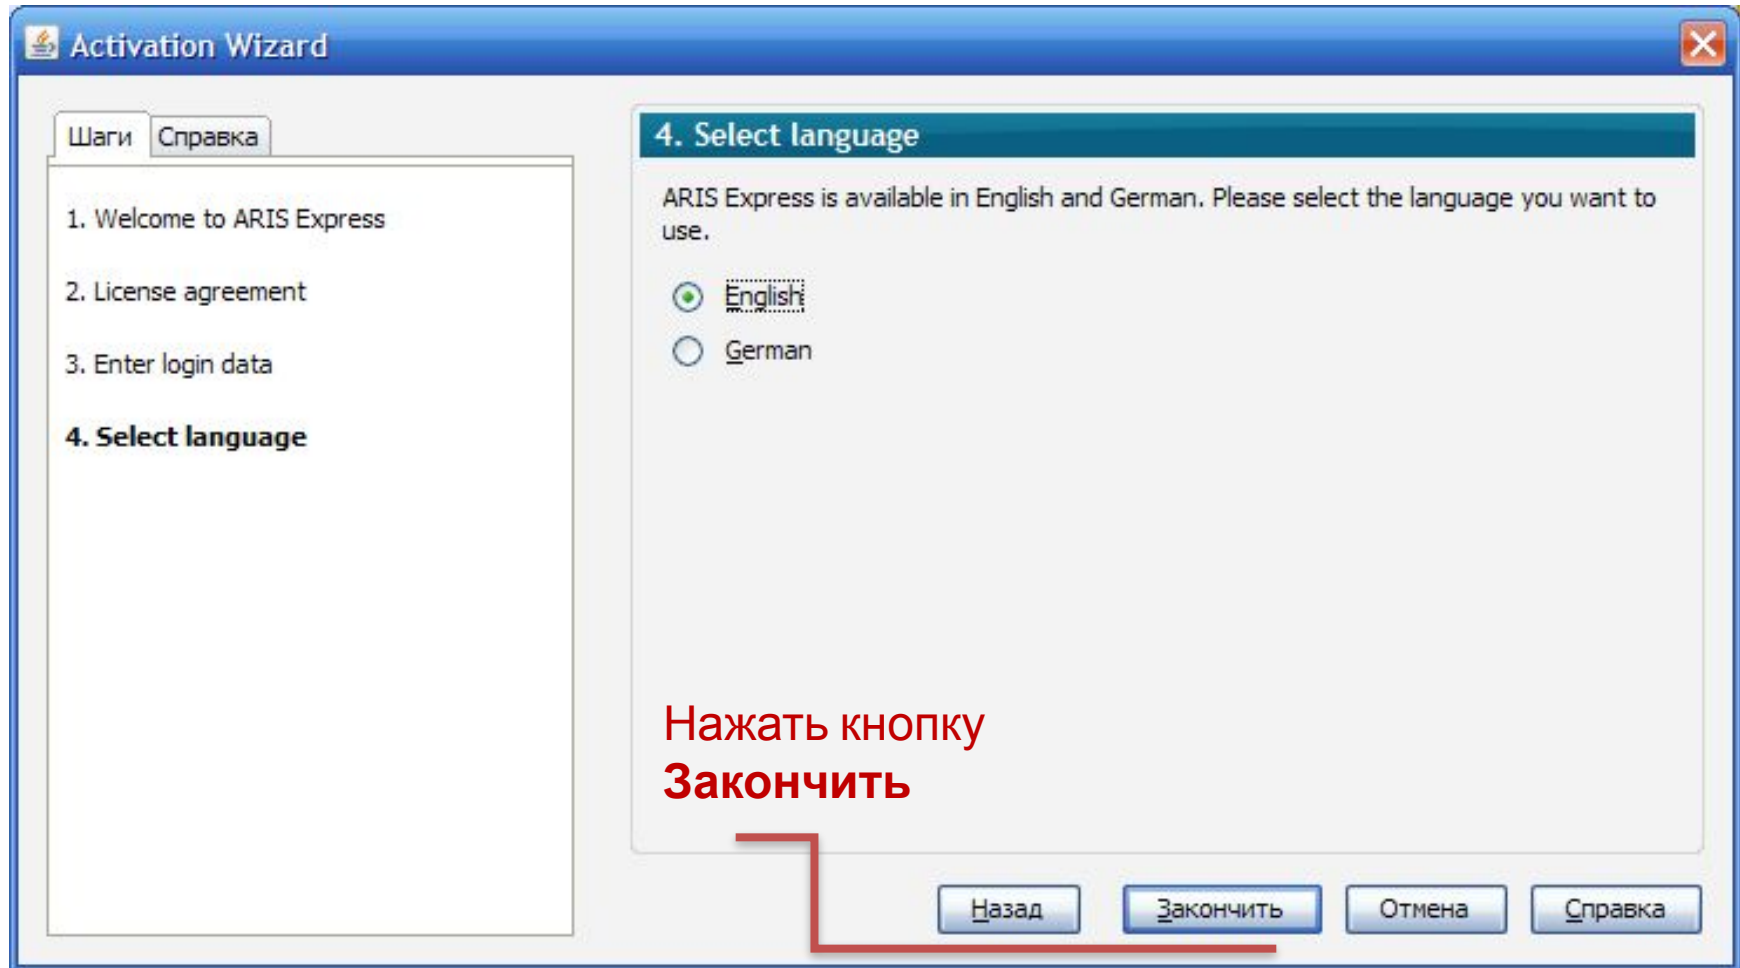 Activation Wizard
Шаги Справка
1. Welcome to ARIS Express
2. License agreement
3. Enter login data
4. Select language
4. Select language
ARIS Express is available in English and German. Please select the language you want to
use.
English
German
Нажать кнопку
Закончить
Назад Закончить Отмена Справка